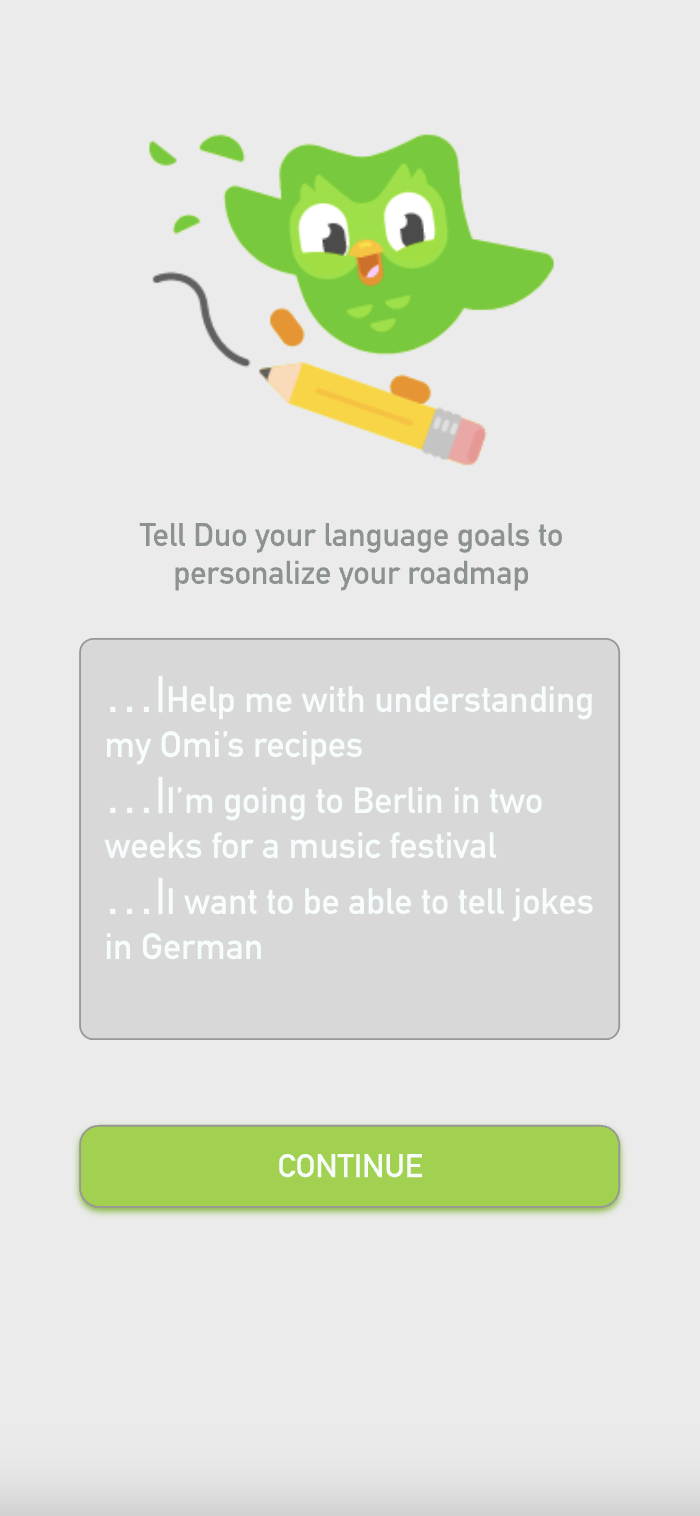 Tell Duo your language goals to
personalize your roadmap
...|Help me with understanding
my Omi’s recipes
...|I’m going to Berlin in two
weeks for a music festival
...|I want to be able to tell jokes
in German
CONTINUE